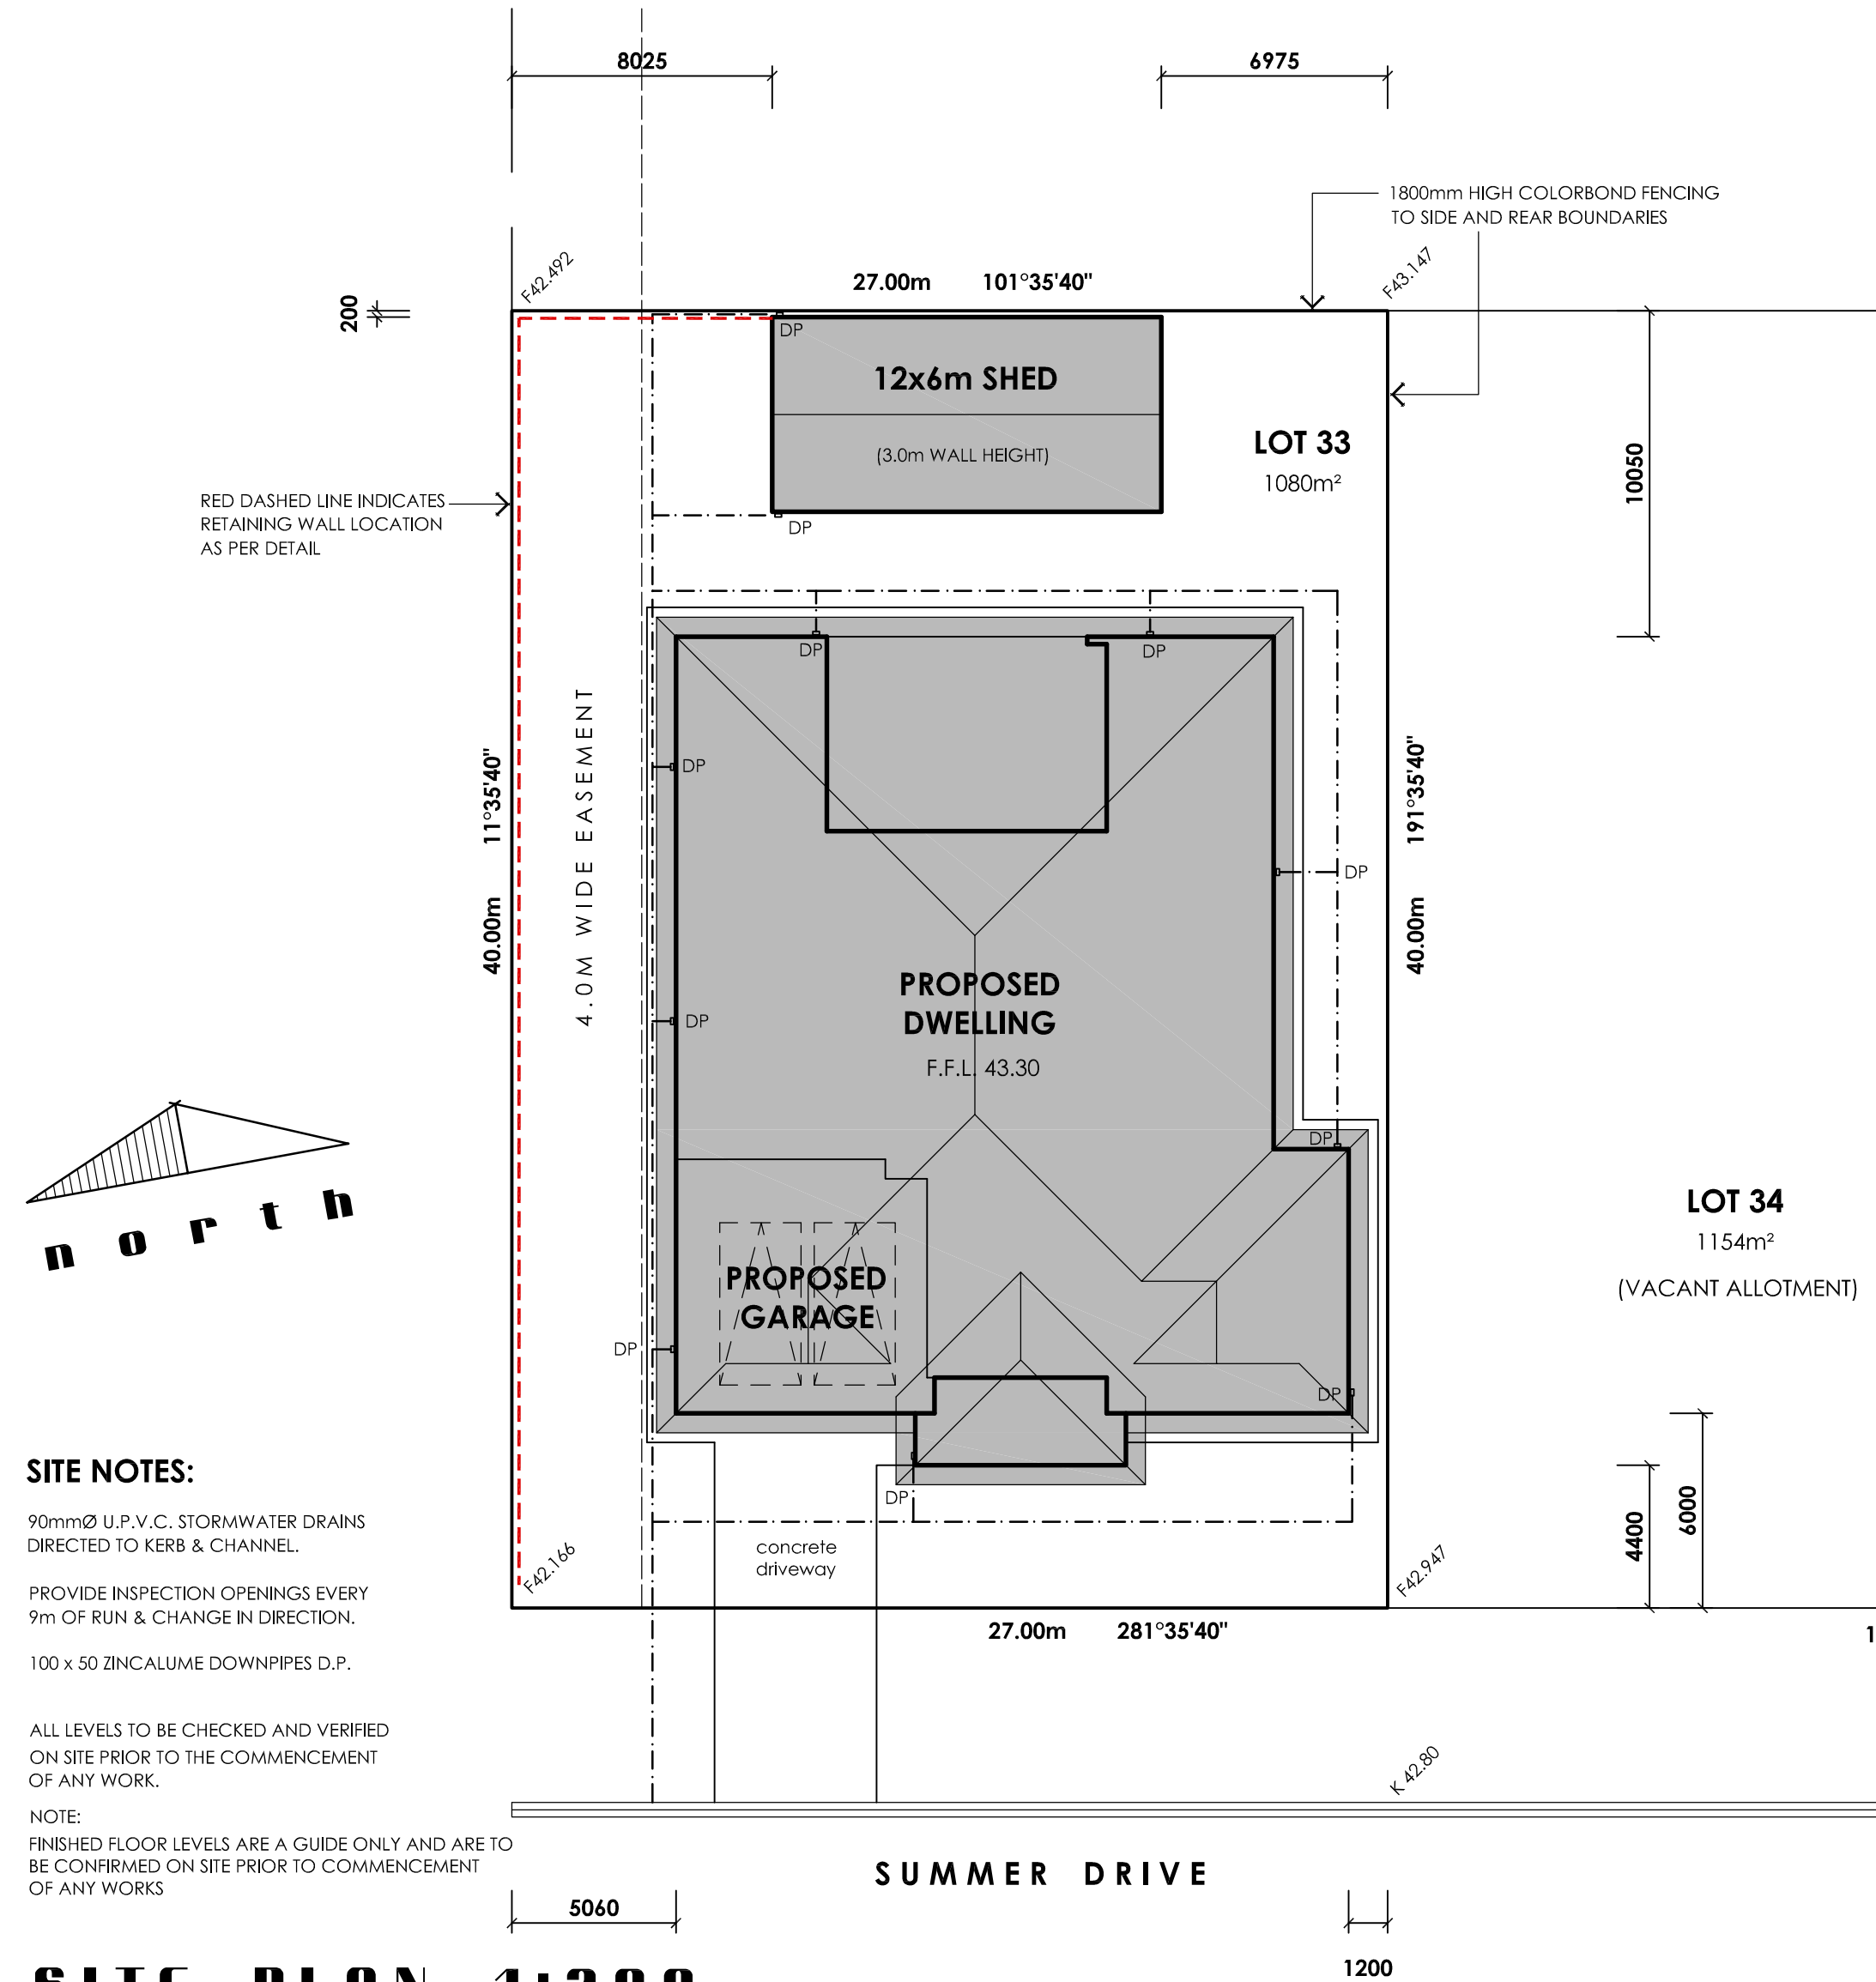 8025
6975
1800mm HIGH COLORBOND FENCING
TO SIDE AND REAR BOUNDARIES
F42.492
27.00m 101°35'40"
F43.147
200
DP
12x6m SHED
(3.0m WALL HEIGHT)
LOT 33
1080m²
10050
RED DASHED LINE INDICATES
RETAINING WALL LOCATION
AS PER DETAIL
DP
DP
DP
4.0M WIDE EASEMENT
40.00m 11°35'40"
40.00m 191°35'40"
DP
DP
DP
PROPOSED
DWELLING
F.F.L. 43.30
DP
north
LOT 34
1154m²
(VACANT ALLOTMENT)
PROPOSED
GARAGE
DP
DP
DP
4400
6000
SITE NOTES:
90mmØ U.P.V.C. STORMWATER DRAINS
DIRECTED TO KERB & CHANNEL.
PROVIDE INSPECTION OPENINGS EVERY
9m OF RUN & CHANGE IN DIRECTION.
100 x 50 ZINCALUME DOWNPIPES D.P.
ALL LEVELS TO BE CHECKED AND VERIFIED
ON SITE PRIOR TO THE COMMENCEMENT
OF ANY WORK.
NOTE:
FINISHED FLOOR LEVELS ARE A GUIDE ONLY AND ARE TO
BE CONFIRMED ON SITE PRIOR TO COMMENCEMENT
OF ANY WORKS
concrete
driveway
F42.166
F42.947
27.00m 281°35'40"
1
K 42.80
SUMMER DRIVE
5060
1200
SITE PLAN 1:200